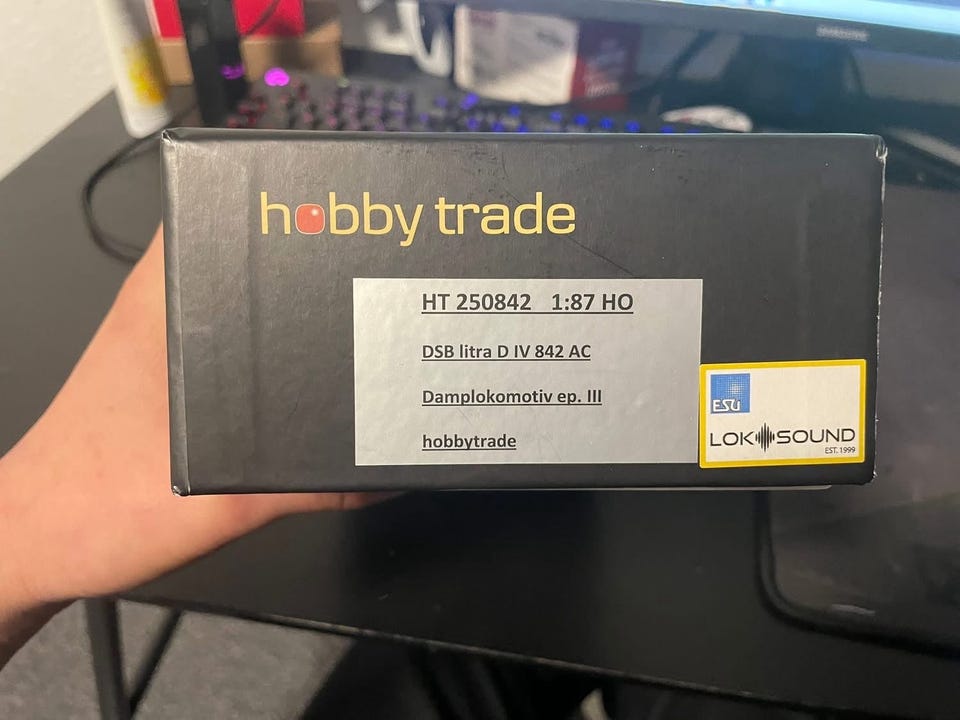 SAMSUNG
hobby trade
HT 250842 1:87 HO
DSB litra D IV 842 AC
Damplokomotiv ep. III
hobbytrade
ESU
LOKSOUND
EST. 1999